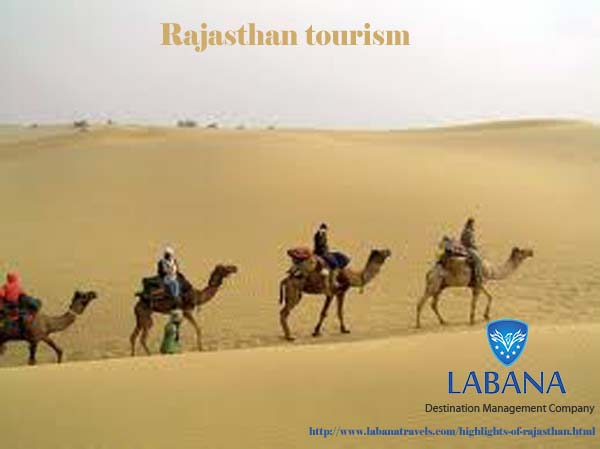 Rajasthan tourism
LABANA
Destination Management Company
http://www.labanatravels.com/highlights-of-rajasthan.html